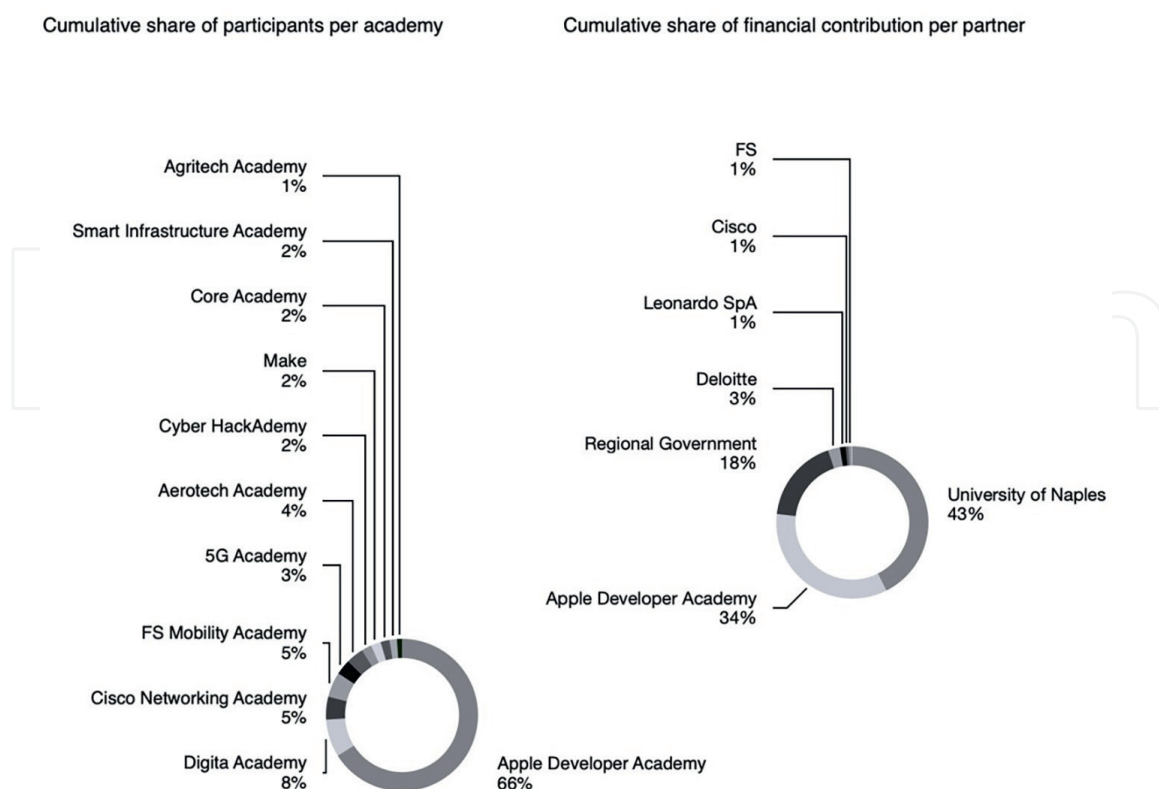 Cumulative share of participants per academy
Agritech Academy
1%
Smart Infrastructure Academy
2%
Core Academy
2%
Make
2%
Cyber HackAdemy
2%
Aerotech Academy
4%
5G Academy
3%
FS Mobility Academy
5%
Cisco Networking Academy
5%
Digita Academy
8%
Apple Developer Academy
66%
Cumulative share of financial contribution per partner
FS
1%
Cisco
1%
Leonardo SpA
1%
Deloitte
3%
Regional Government
18%
University of Naples
43%
Apple Developer Academy
34%